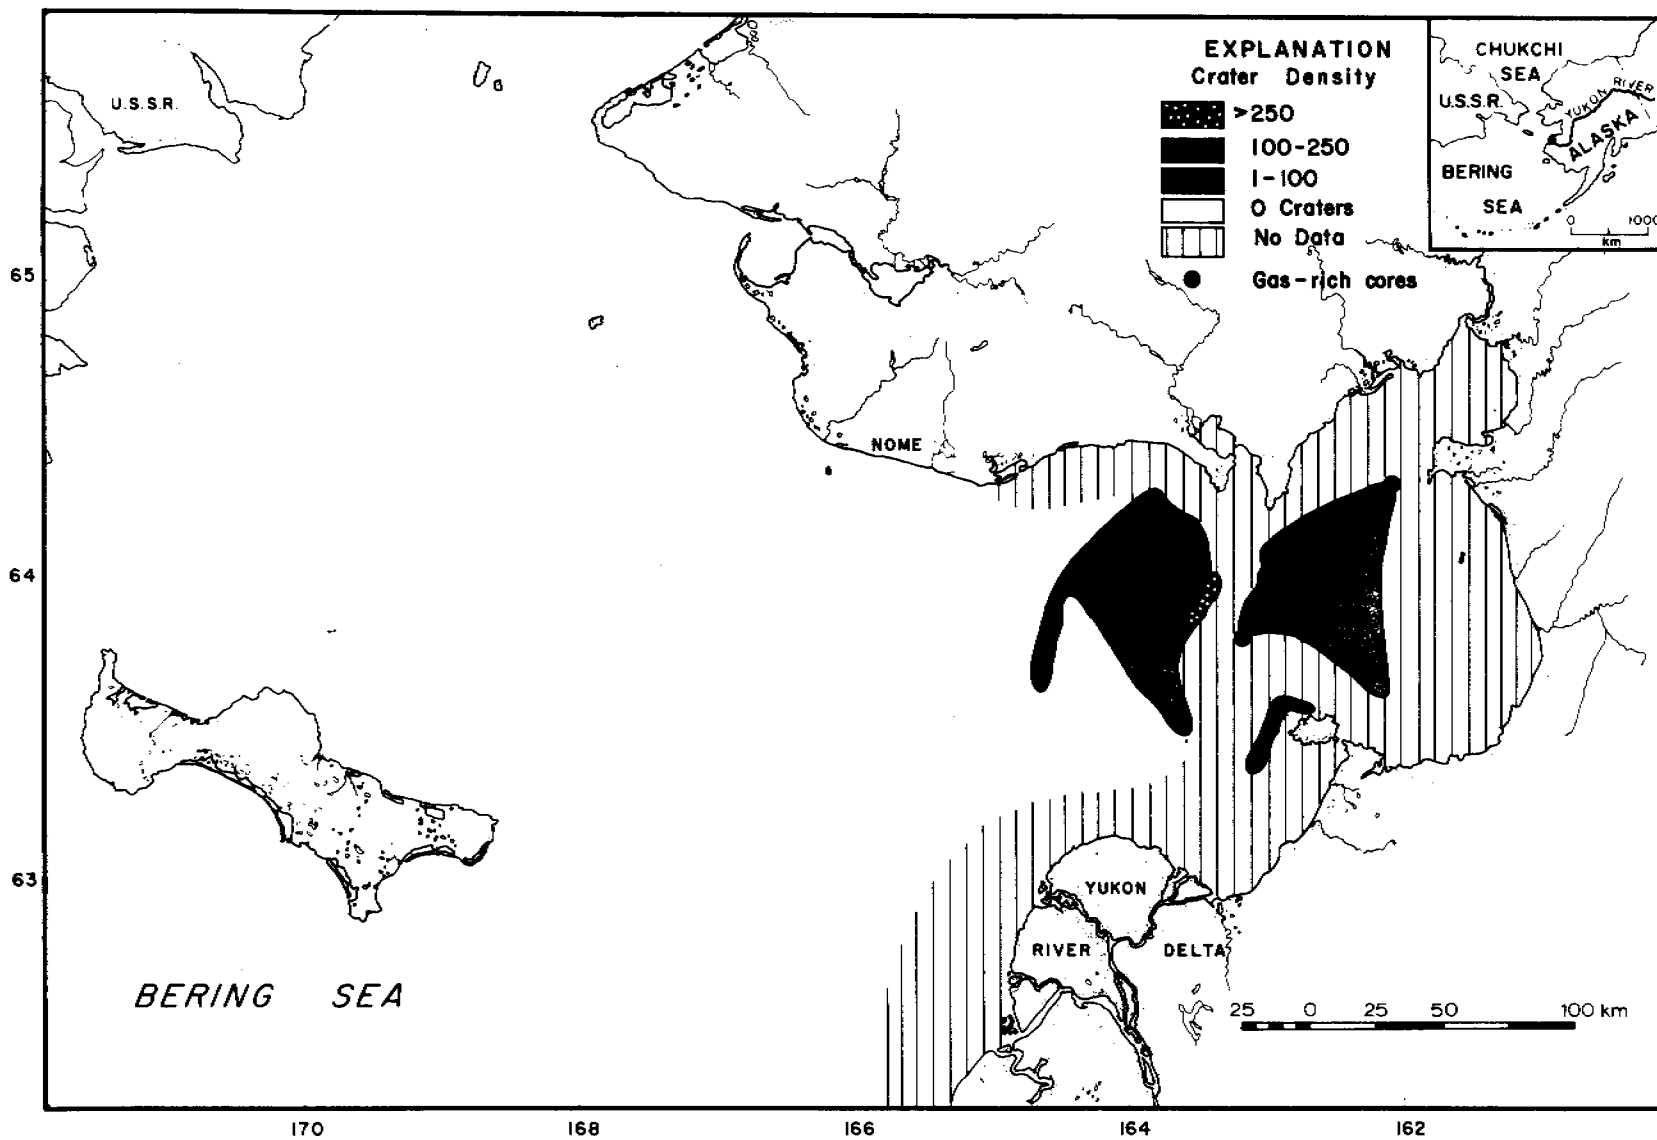 EXPLANATION
Crater Density
>250
100-250
1-100
0 Craters
No Data
Gas-rich cores
CHUKCHI
SEA
U.S.S.R.
YUKON RIVER
ALASKA
BERING
SEA
0 1000
km
U.S.S.R.
NOME
65
64
63
YUKON
RIVER DELTA
BERING SEA
25 0 25 50 100 km
170 168 166 164 162